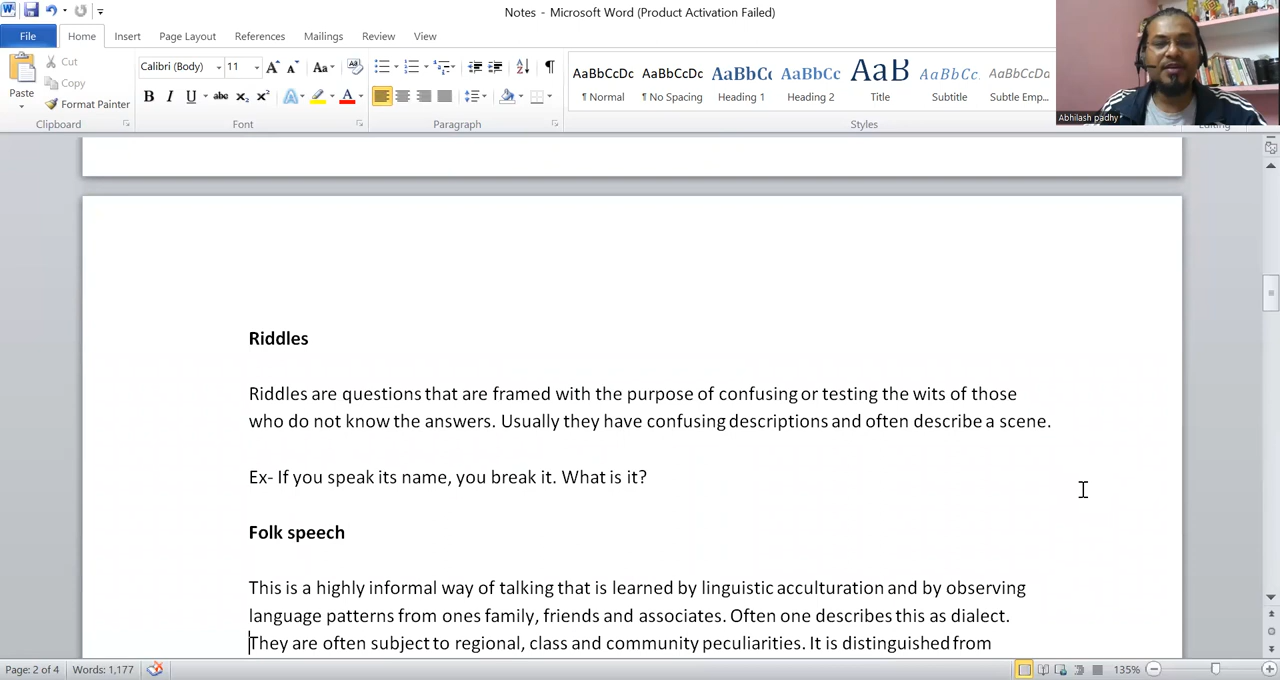 Notes - Microsoft Word (Product Activation Failed)
File Home Insert Page Layout References Mailings Review View
Paste
Cut
Copy
Format Painter
Clipboard
Calibri (Body) 11
Font
Paragraph
AaBbCcDc AaBbCcDc AaBbC AaBbCc AaB AaBbCc. AaBbCcDa
¶ Normal ¶ No Spacing Heading 1 Heading 2 Title Subtitle Subtle Emp...
Styles
Editing
Abhilash padhy
Riddles
Riddles are questions that are framed with the purpose of confusing or testing the wits of those
who do not know the answers. Usually they have confusing descriptions and often describe a scene.
Ex- If you speak its name, you break it. What is it?
Folk speech
This is a highly informal way of talking that is learned by linguistic acculturation and by observing
language patterns from ones family, friends and associates. Often one describes this as dialect.
They are often subject to regional, class and community peculiarities. It is distinguished from
Page: 2 of 4 Words: 1,177 135%